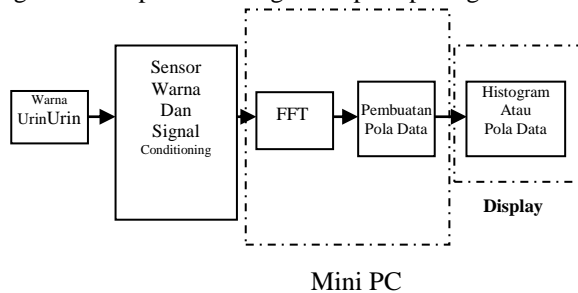 Warna
UrinUrin
Sensor
Warna
Dan
Signal
Conditioning
FFT
Pembuatan
Pola Data
Histogram
Atau
Pola Data
Display
Mini PC